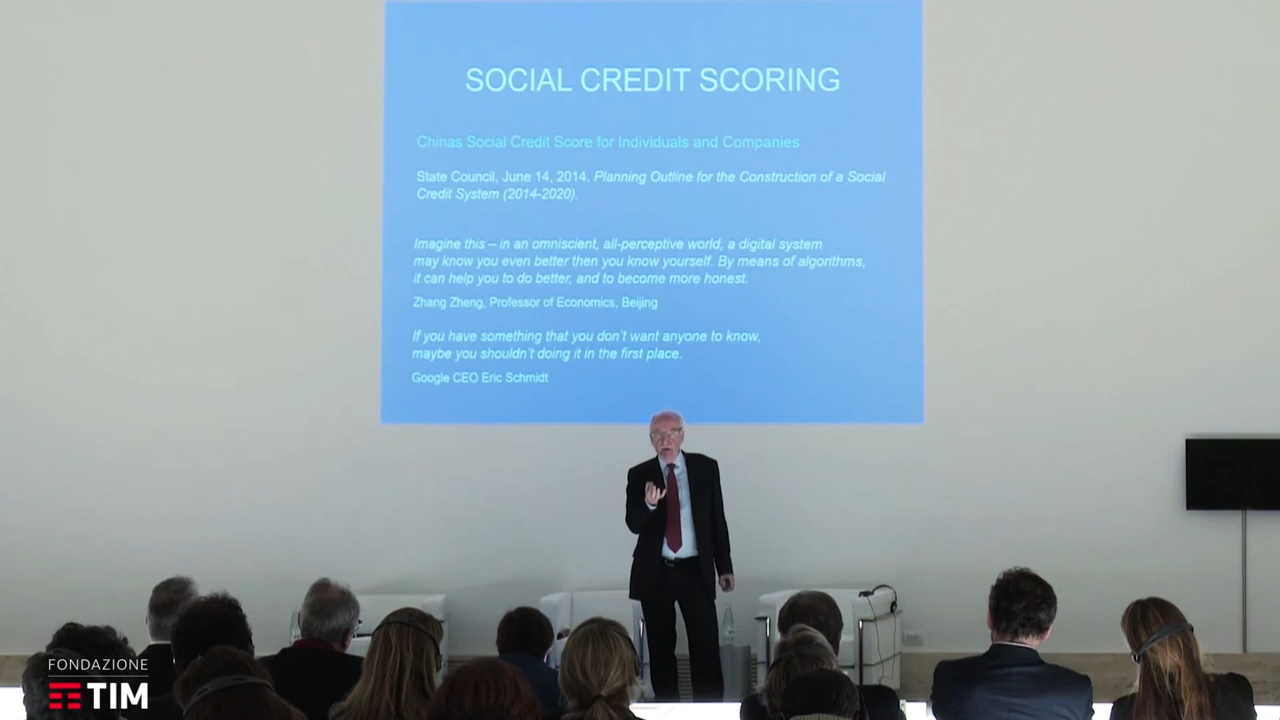 SOCIAL CREDIT SCORING
Chinas Social Credit Score for Individuals and Companies
State Council, June 14, 2014. Planning Outline for the Construction of a Social
Credit System (2014-2020).
Imagine this – in an omniscient, all-perceptive world, a digital system
may know you even better then you know yourself. By means of algorithms,
it can help you to do better, and to become more honest.
Zhang Zheng, Professor of Economics, Beijing
If you have something that you don't want anyone to know,
maybe you shouldn't doing it in the first place.
Google CEO Eric Schmidt
FONDAZIONE
TIM